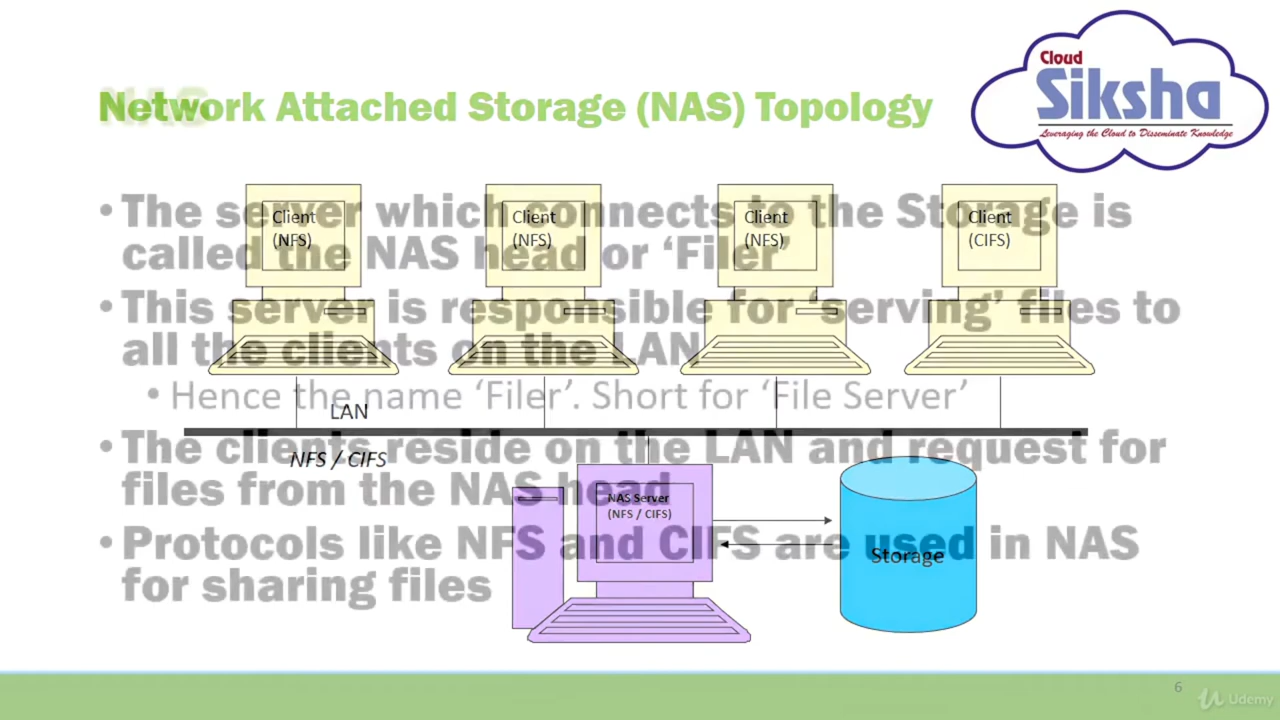 Cloud
Siksha
Leveraging the Cloud to Disseminate Knowledge
NAS
Network Attached Storage (NAS) Topology
• The server which connects to the Storage is
called the NAS head or ‘Filer’
• This server is responsible for ‘serving’ files to
all the clients on the LAN
• Hence the name ‘Filer’. Short for ‘File Server’
• The clients reside on the LAN and request for
files from the NAS head
• Protocols like NFS and CIFS are used in NAS
for sharing files
Client
(NFS)
Client
(NFS)
Client
(NFS)
Client
(CIFS)
LAN
NFS / CIFS
NAS Server
(NFS / CIFS)
Storage
6
Udemy